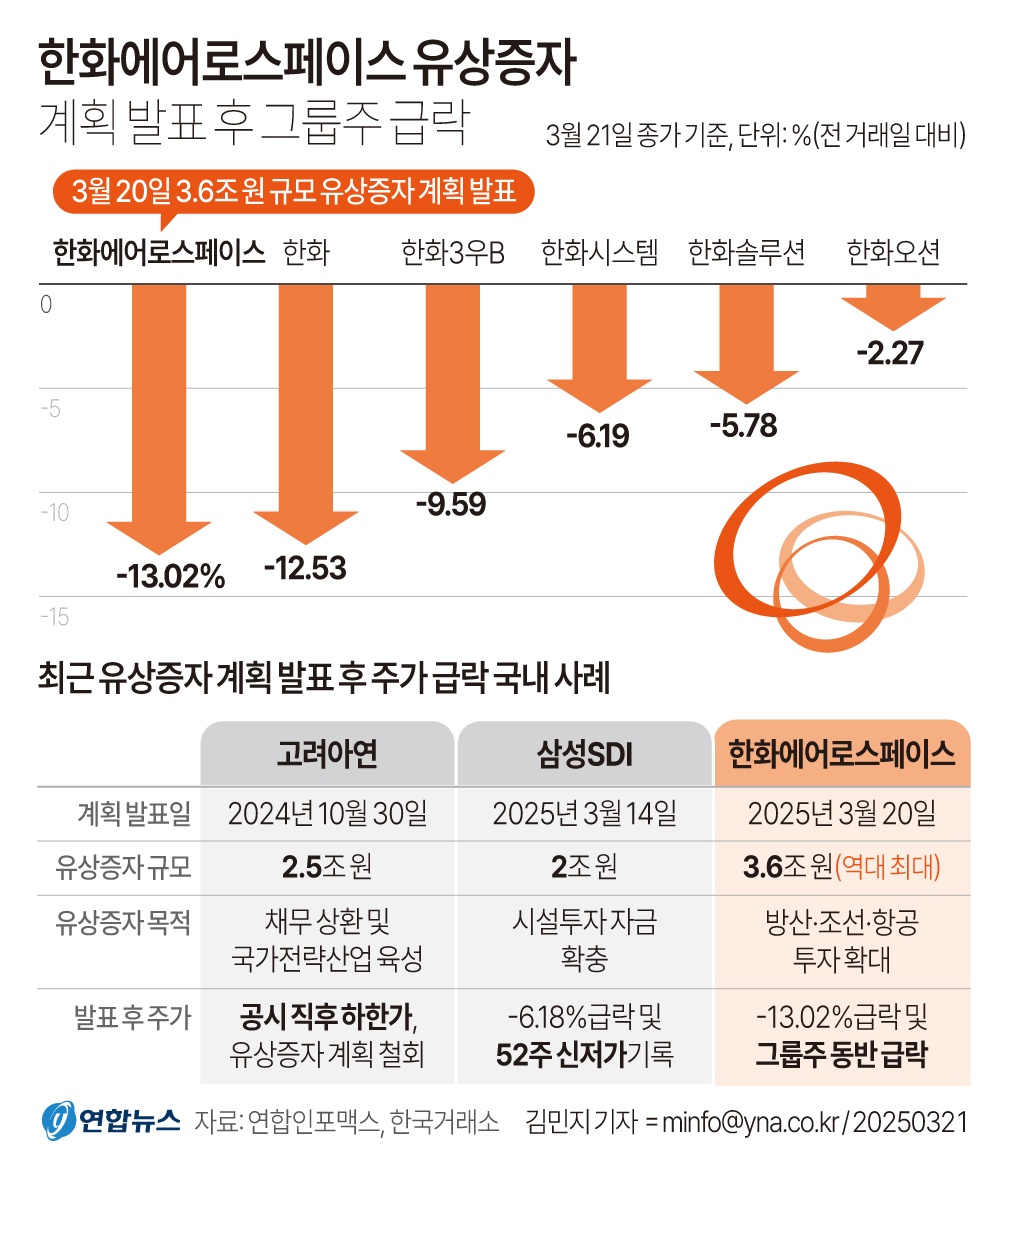 한화에어로스페이스 유상증자
계획 발표 후 그룹주 급락
3월 21일 종가 기준, 단위: %(전 거래일 대비)
3월 20일 3.6조 원 규모 유상증자 계획 발표
한화에어로스페이스 한화 한화3우B 한화시스템 한화솔루션 한화오션
0
-2.27
-5
-5.78
-6.19
-9.59
-10
-12.53
-13.02%
-15
최근 유상증자 계획 발표 후 주가 급락 국내 사례
고려아연 삼성SDI 한화에어로스페이스
계획 발표일 2024년 10월 30일 2025년 3월 14일 2025년 3월 20일
유상증자 규모 2.5조 원 2조 원 3.6조 원(역대 최대)
유상증자 목적 채무 상환 및 시설투자 자금 방산·조선·항공
국가전략산업 육성 확충 투자 확대
발표 후 주가 공시 직후 하한가, -6.18%급락 및 -13.02%급락 및
유상증자 계획 철회 52주 신저가기록 그룹주 동반 급락
연합뉴스 자료: 연합인포맥스, 한국거래소 김민지 기자 = minfo@yna.co.kr / 20250321